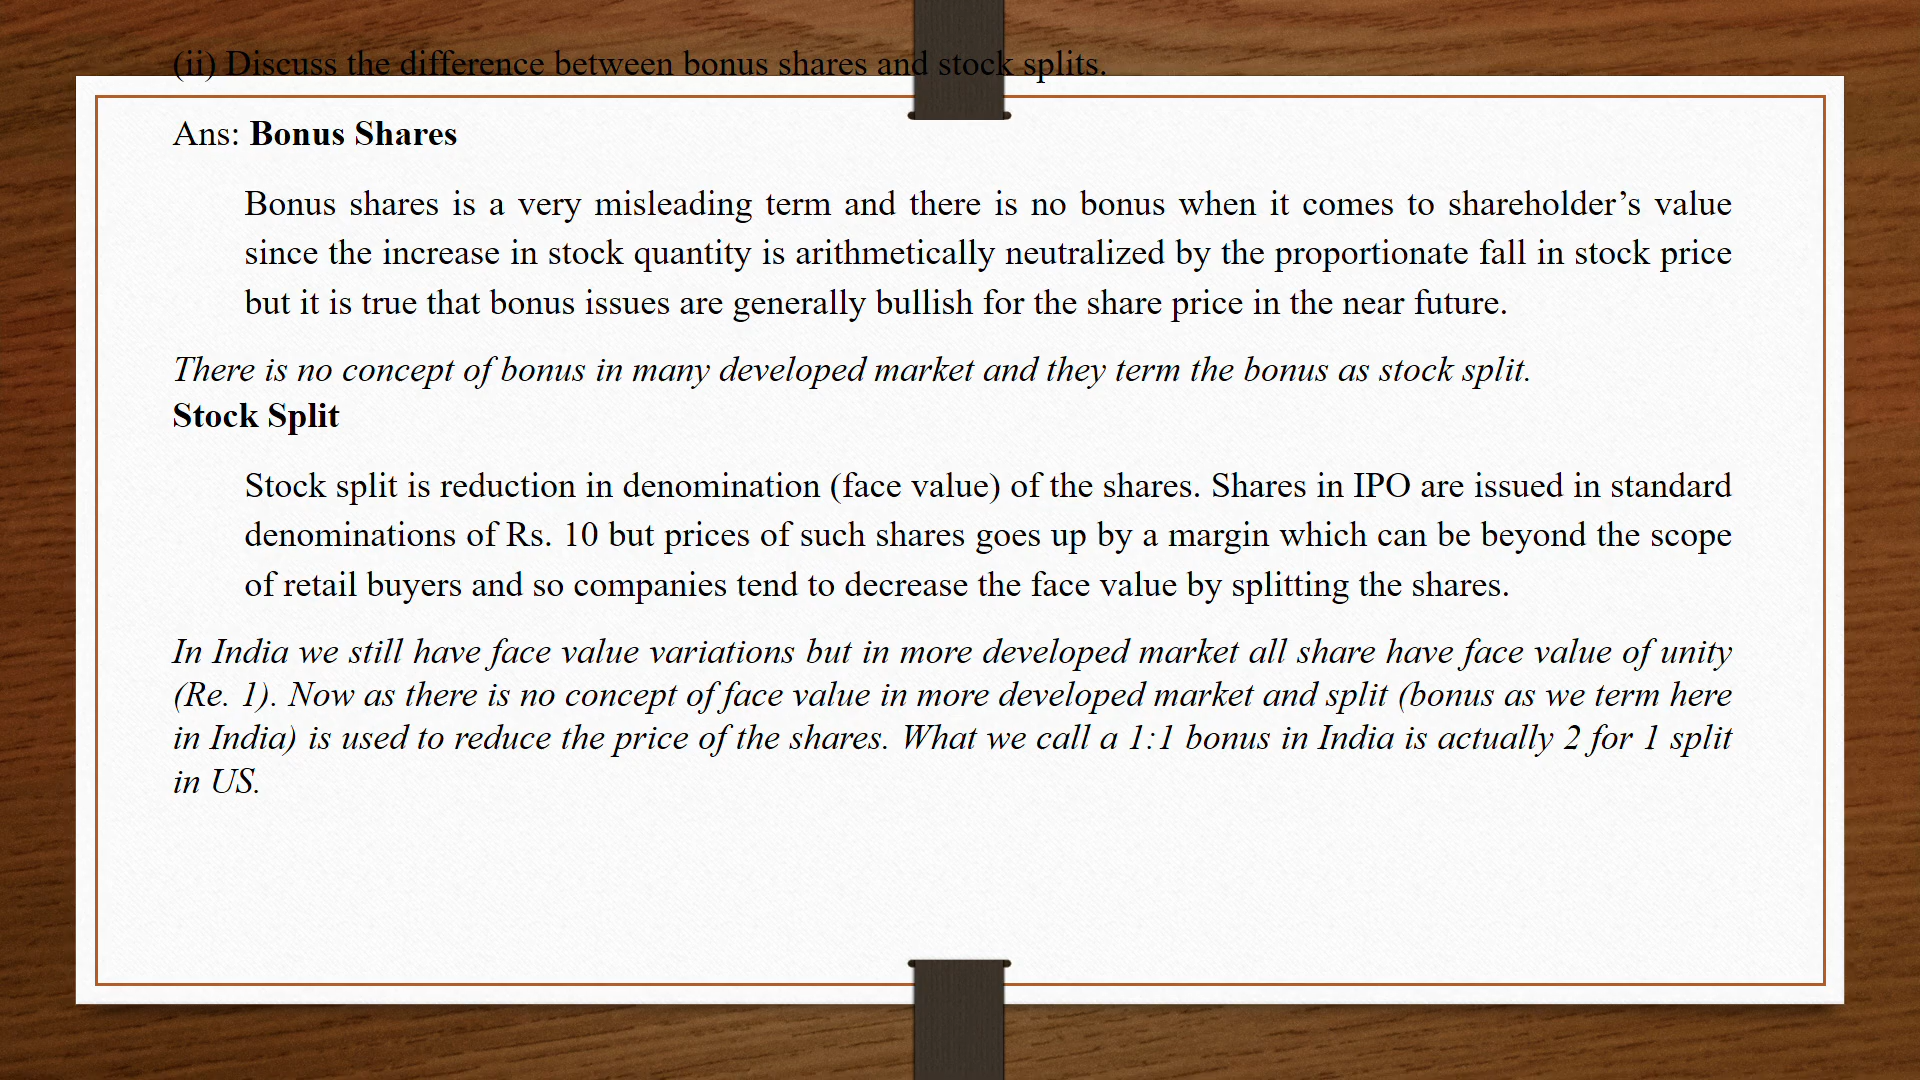 (ii) Discuss the difference between bonus shares and stock splits.
Ans: Bonus Shares
Bonus shares is a very misleading term and there is no bonus when it comes to shareholder’s value
since the increase in stock quantity is arithmetically neutralized by the proportionate fall in stock price
but it is true that bonus issues are generally bullish for the share price in the near future.
There is no concept of bonus in many developed market and they term the bonus as stock split.
Stock Split
Stock split is reduction in denomination (face value) of the shares. Shares in IPO are issued in standard
denominations of Rs. 10 but prices of such shares goes up by a margin which can be beyond the scope
of retail buyers and so companies tend to decrease the face value by splitting the shares.
In India we still have face value variations but in more developed market all share have face value of unity
(Re. 1). Now as there is no concept of face value in more developed market and split (bonus as we term here
in India) is used to reduce the price of the shares. What we call a 1:1 bonus in India is actually 2 for 1 split
in US.